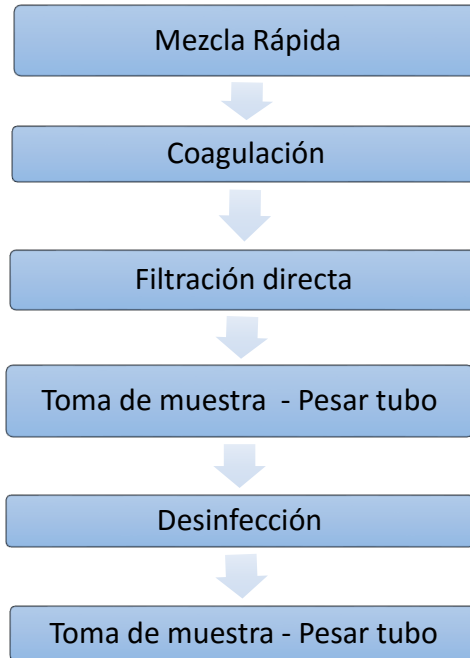 Mezcla Rápida
Coagulación
Filtración directa
Toma de muestra - Pesar tubo
Desinfección
Toma de muestra - Pesar tubo